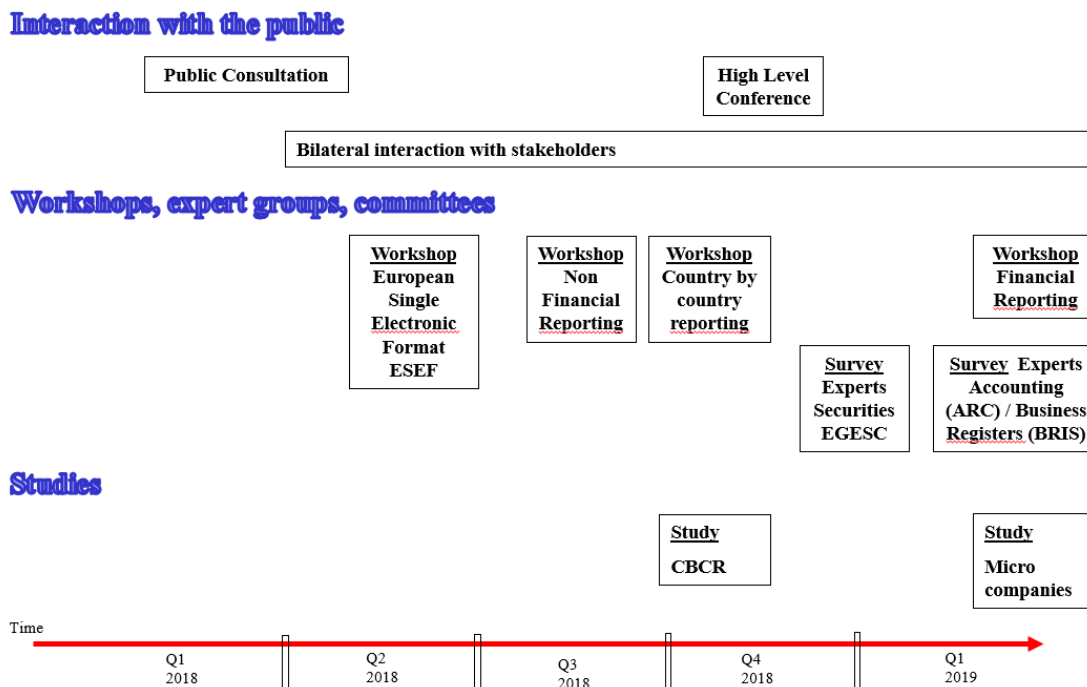 Interaction with the public
Public Consultation
High Level
Conference
Bilateral interaction with stakeholders
Workshops, expert groups, committees
Workshop
European
Single
Electronic
Format
ESEF
Workshop
Non
Financial
Reporting
Workshop
Country by
country
reporting
Workshop
Financial
Reporting
Survey
Experts
Securities
EGESC
Survey Experts
Accounting
(ARC) / Business
Registers (BRIS)
Studies
Study
CBCR
Study
Micro
companies
Time
Q1
2018
Q2
2018
Q3
2018
Q4
2018
Q1
2019